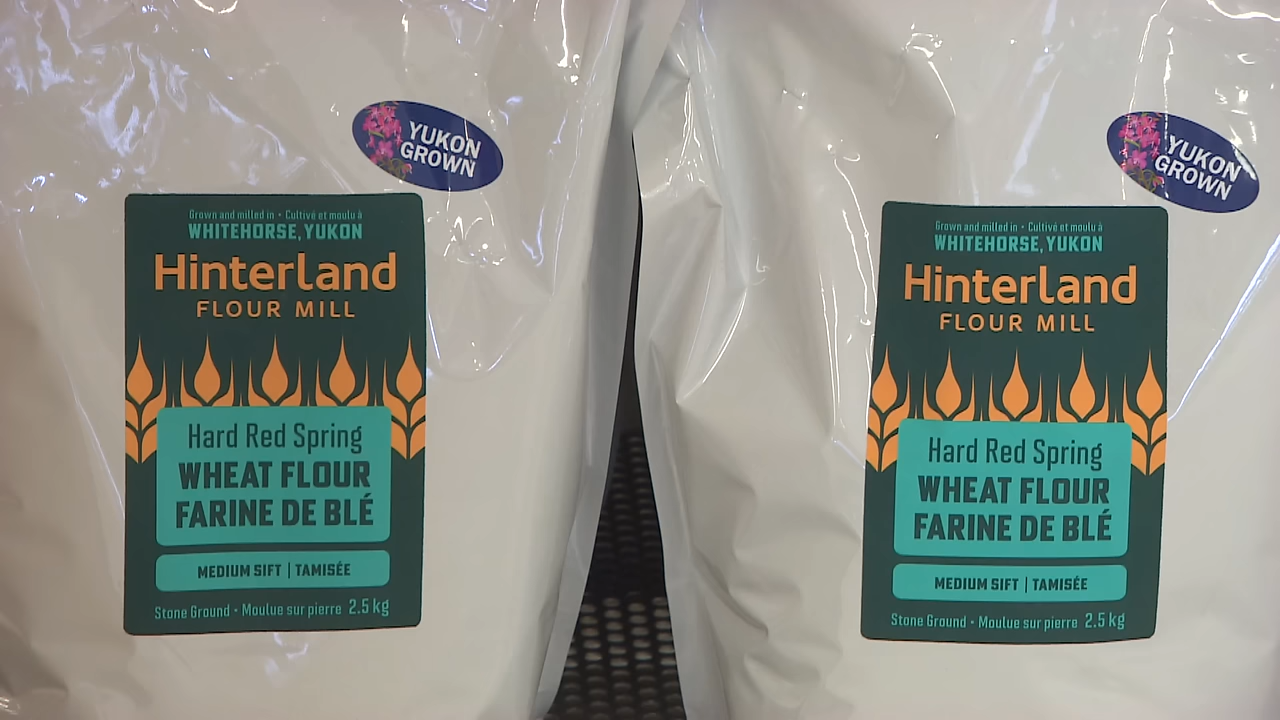 YUKON
GROWN
Grown and milled in • Cultivé et moulu à
WHITEHORSE, YUKON
Hinterland
FLOUR MILL
Hard Red Spring
WHEAT FLOUR
FARINE DE BLÉ
MEDIUM SIFT | TAMISÉE
Stone Ground • Moulue sur pierre 2.5 kg
YUKON
GROWN
Grown and milled in • Cultivé et moulu à
WHITEHORSE, YUKON
Hinterland
FLOUR MILL
Hard Red Spring
WHEAT FLOUR
FARINE DE BLÉ
MEDIUM SIFT | TAMISÉE
Stone Ground • Moulue sur pierre 2.5 kg